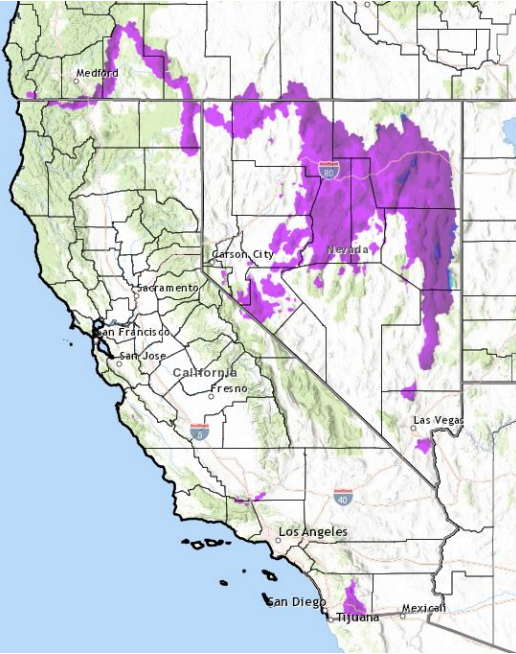 Medford
80
Nevada
Carson City
Sacramento
San Francisco
San Jose
California
Fresno
Las Vegas
5
40
Los Angeles
San Diego
Tijuana
Mexicali